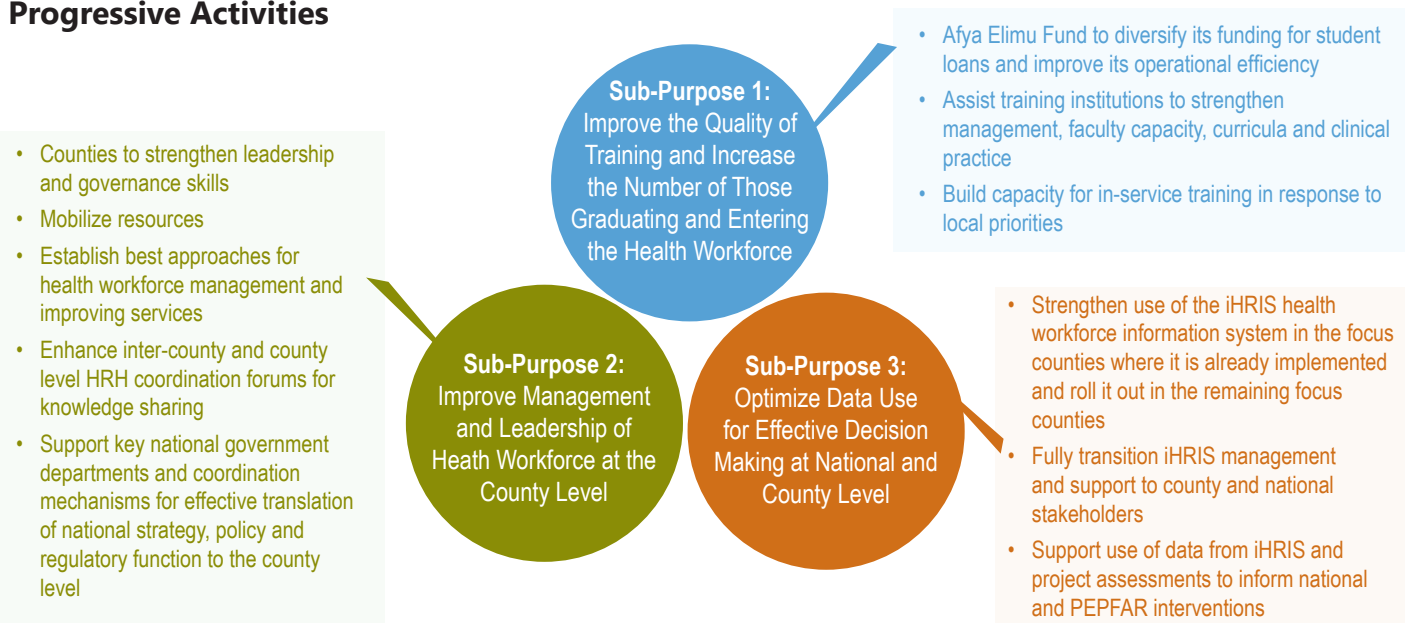 Progressive Activities
Sub-Purpose 1:
Improve the Quality of
Training and Increase
the Number of Those
Graduating and Entering
the Health Workforce
• Afya Elimu Fund to diversify its funding for student
loans and improve its operational efficiency
• Assist training institutions to strengthen
management, faculty capacity, curricula and clinical
practice
• Build capacity for in-service training in response to
local priorities
• Counties to strengthen leadership
and governance skills
• Mobilize resources
• Establish best approaches for
health workforce management and
improving services
• Enhance inter-county and county
level HRH coordination forums for
knowledge sharing
• Support key national government
departments and coordination
mechanisms for effective translation
of national strategy, policy and
regulatory function to the county
level
Sub-Purpose 2:
Improve Management
and Leadership of
Heath Workforce at the
County Level
Sub-Purpose 3:
Optimize Data Use
for Effective Decision
Making at National and
County Level
• Strengthen use of the iHRIS health
workforce information system in the focus
counties where it is already implemented
and roll it out in the remaining focus
counties
• Fully transition iHRIS management
and support to county and national
stakeholders
• Support use of data from iHRIS and
project assessments to inform national
and PEPFAR interventions